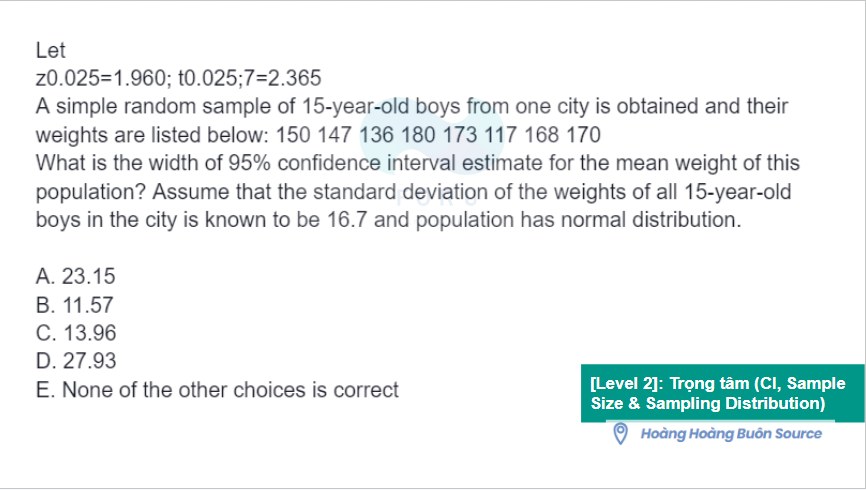 Let
z0.025=1.960; t0.025;7=2.365
A simple random sample of 15-year-old boys from one city is obtained and their
weights are listed below: 150 147 136 180 173 117 168 170
What is the width of 95% confidence interval estimate for the mean weight of this
population? Assume that the standard deviation of the weights of all 15-year-old
boys in the city is known to be 16.7 and population has normal distribution.
A. 23.15
B. 11.57
C. 13.96
D. 27.93
E. None of the other choices is correct
[Level 2]: Trọng tâm (CI, Sample
Size & Sampling Distribution)
Hoàng Hoàng Buôn Source